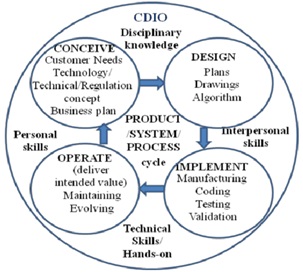 CDIO
Disciplinary
knowledge
CONCEIVE
Customer Needs
Technology/
Technical/Regulation
concept
Business plan
DESIGN
Plans
Drawings
Algorithm
PRODUCT
/SYSTEM/
PROCESS
cycle
Personal
skills
Interpersonal
skills
OPERATE
(deliver
intended value)
Maintaining
Evolving
IMPLEMENT
Manufacturing
Coding
Testing
Validation
Technical
Skills/
Hands-on